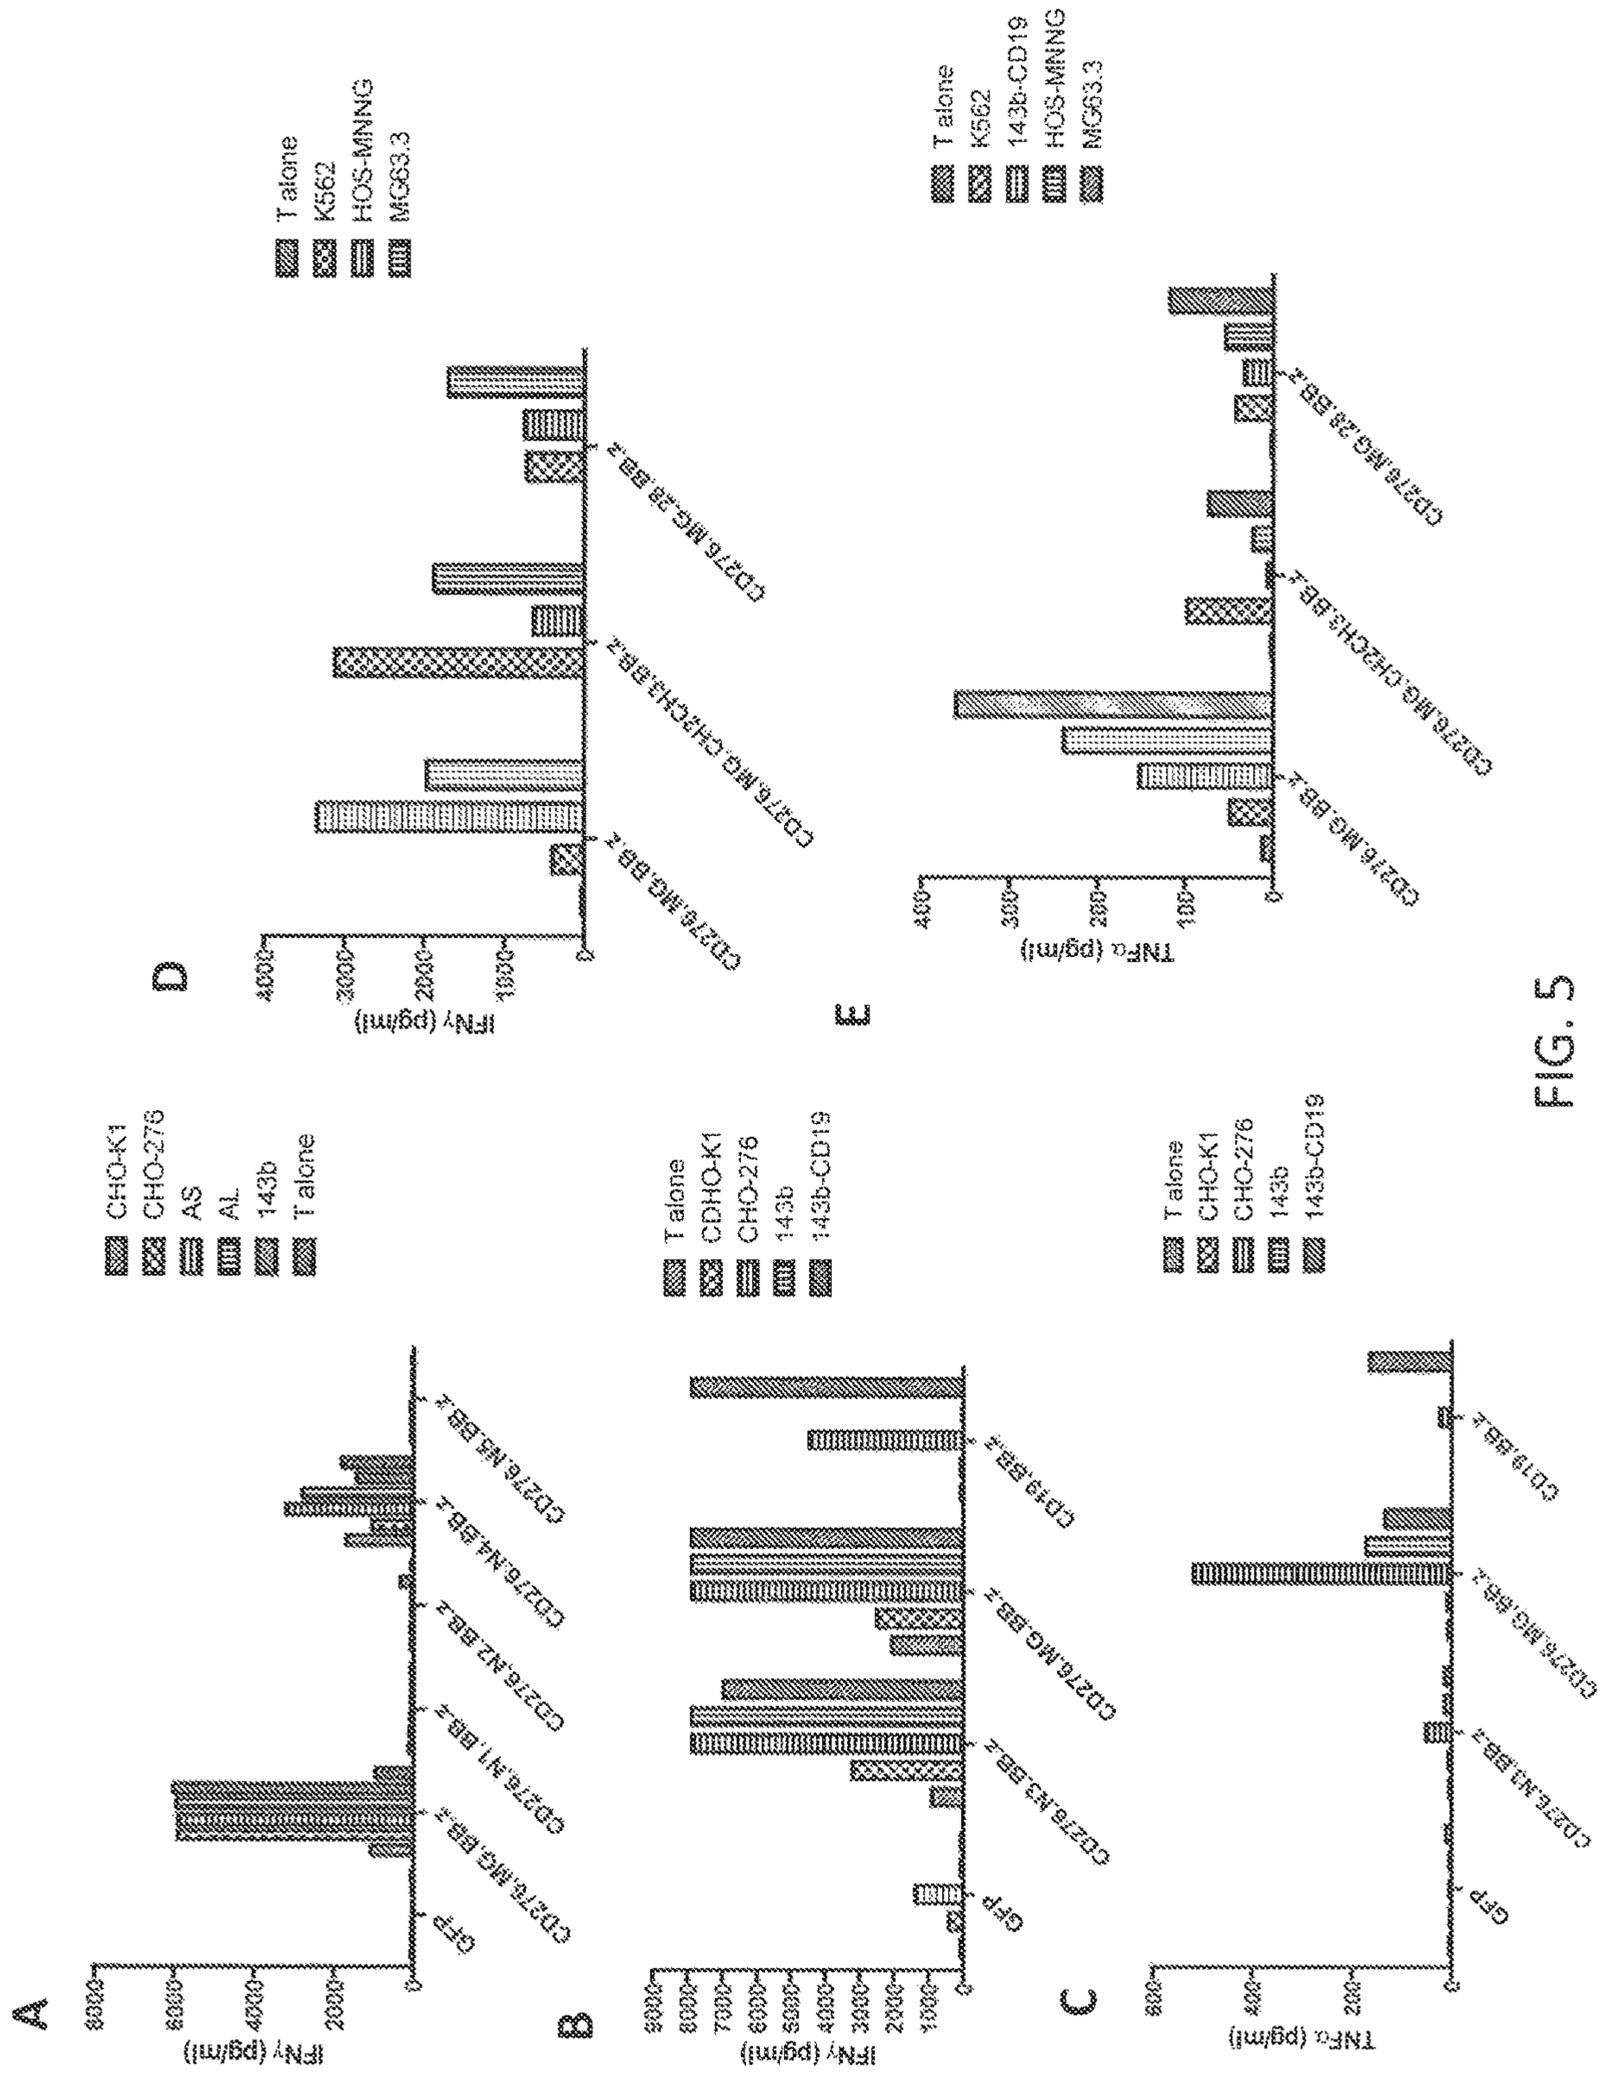 A
8000
6000
4000
2000
0
IFNγ (pg/ml)
GFP
CD276.MG.BB.z
CD276.N1.BB.z
CD276.N2.BB.z
CD276.N4.BB.z
CD276.N5.BB.z
CHO-K1
CHO-276
AS
AL
143b
T alone
B
9000
8000
7000
6000
5000
4000
3000
2000
1000
0
IFNγ (pg/ml)
GFP
CD276.N3.BB.z
CD276.MG.BB.z
CD19.BB.z
T alone
CDHO-K1
CHO-276
143b
143b-CD19
C
600
400
200
0
TNFα (pg/ml)
GFP
CD276.N3.BB.z
CD276.MG.BB.z
CD19.BB.z
T alone
CHO-K1
CHO-276
143b
143b-CD19
D
4000
3000
2000
1000
0
IFNγ (pg/ml)
CD276.MG.BB.z
CD276.MG.CH2CH3.BB.z
CD276.MG.28.BB.z
T alone
K562
HOS-MNNG
MG63.3
E
400
300
200
100
0
TNFα (pg/ml)
CD276.MG.BB.z
CD276.MG.CH2CH3.BB.z
CD276.MG.28.BB.z
T alone
K562
143b-CD19
HOS-MNNG
MG63.3
FIG. 5